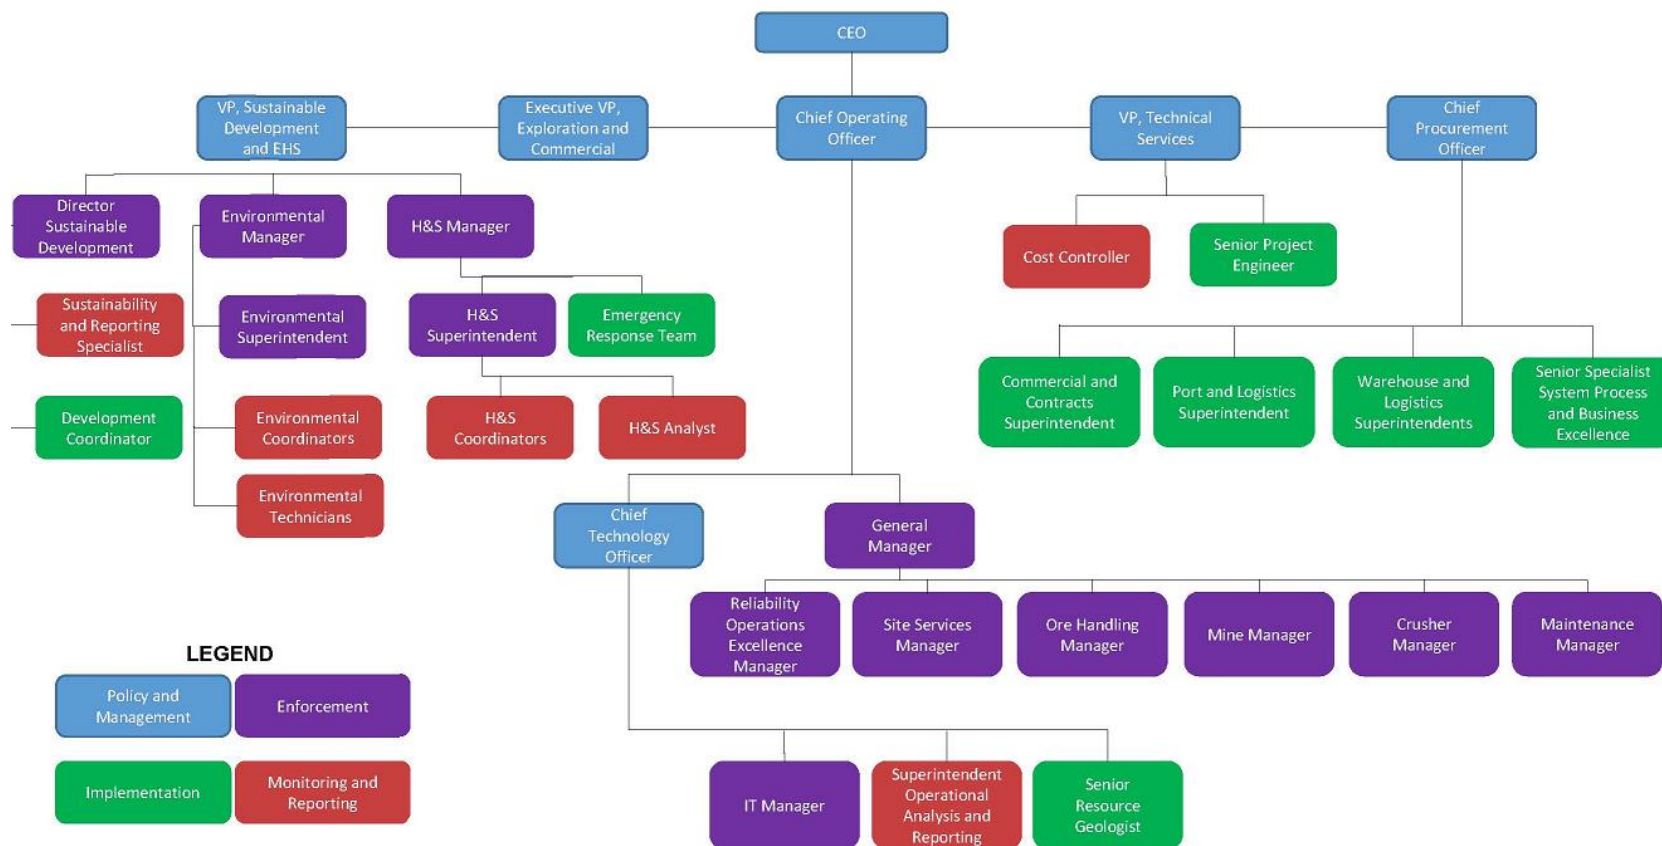 CEO
VP, Sustainable
Development
and EHS
Executive VP,
Exploration and
Commercial
Chief Operating
Officer
VP, Technical
Services
Chief
Procurement
Officer
Director
Sustainable
Development
Environmental
Manager
H&S Manager
Cost Controller
Senior Project
Engineer
Sustainability
and Reporting
Specialist
Environmental
Superintendent
H&S
Superintendent
Emergency
Response Team
Commercial and
Contracts
Superintendent
Port and Logistics
Superintendent
Warehouse and
Logistics
Superintendents
Senior Specialist
System Process
and Business
Excellence
Development
Coordinator
Environmental
Coordinators
H&S
Coordinators
H&S Analyst
Environmental
Technicians
Chief
Technology
Officer
General
Manager
Reliability
Operations
Excellence
Manager
Site Services
Manager
Ore Handling
Manager
Mine Manager
Crusher
Manager
Maintenance
Manager
LEGEND
Policy and
Management
Enforcement
Implementation
Monitoring and
Reporting
IT Manager
Superintendent
Operational
Analysis and
Reporting
Senior
Resource
Geologist